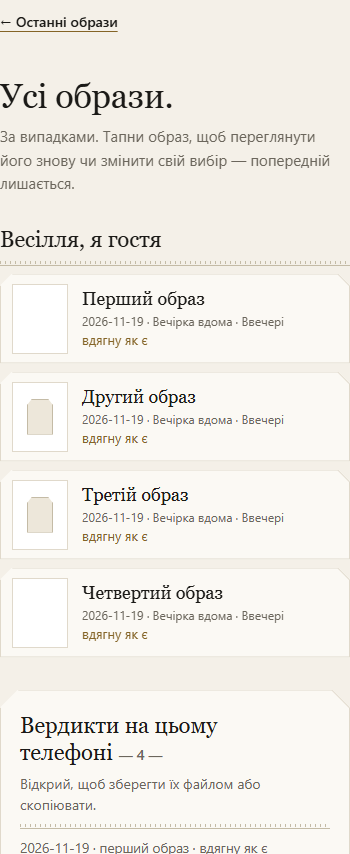 ← Останні образи
Усі образи.
За випадками. Тапни образ, щоб переглянути
його знову чи змінити свій вибір — попередній
лишається.
Весілля, я гостя
Перший образ
2026-11-19 · Вечірка вдома · Ввечері
вдягну як є
Другий образ
2026-11-19 · Вечірка вдома · Ввечері
вдягну як є
Третій образ
2026-11-19 · Вечірка вдома · Ввечері
вдягну як є
Четвертий образ
2026-11-19 · Вечірка вдома · Ввечері
вдягну як є
Вердикти на цьому
телефоні — 4 —
Відкрий, щоб зберегти їх файлом або
скопіювати.
2026-11-19 · перший образ · вдягну як є